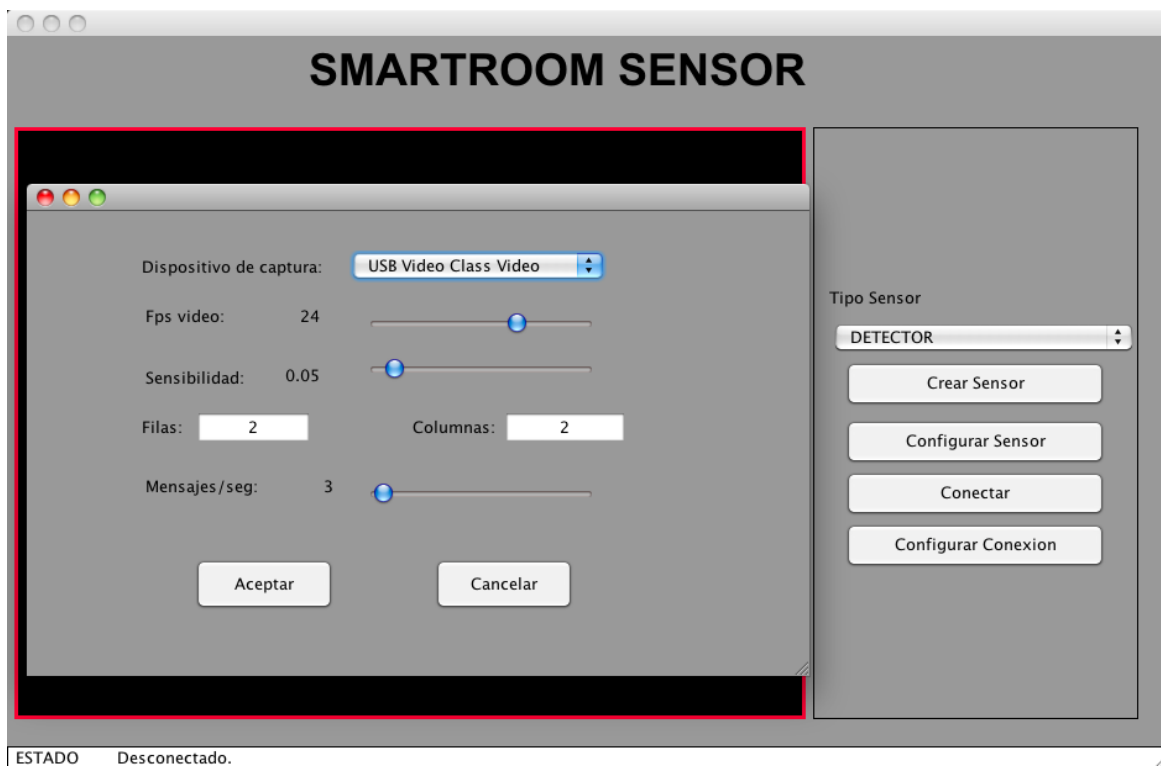 SMARTROOM SENSOR
Dispositivo de captura: USB Video Class Video
Fps video: 24
Sensibilidad: 0.05
Filas: 2 Columnas: 2
Mensajes/seg: 3
Aceptar Cancelar
Tipo Sensor
DETECTOR
Crear Sensor
Configurar Sensor
Conectar
Configurar Conexion
ESTADO Desconectado.